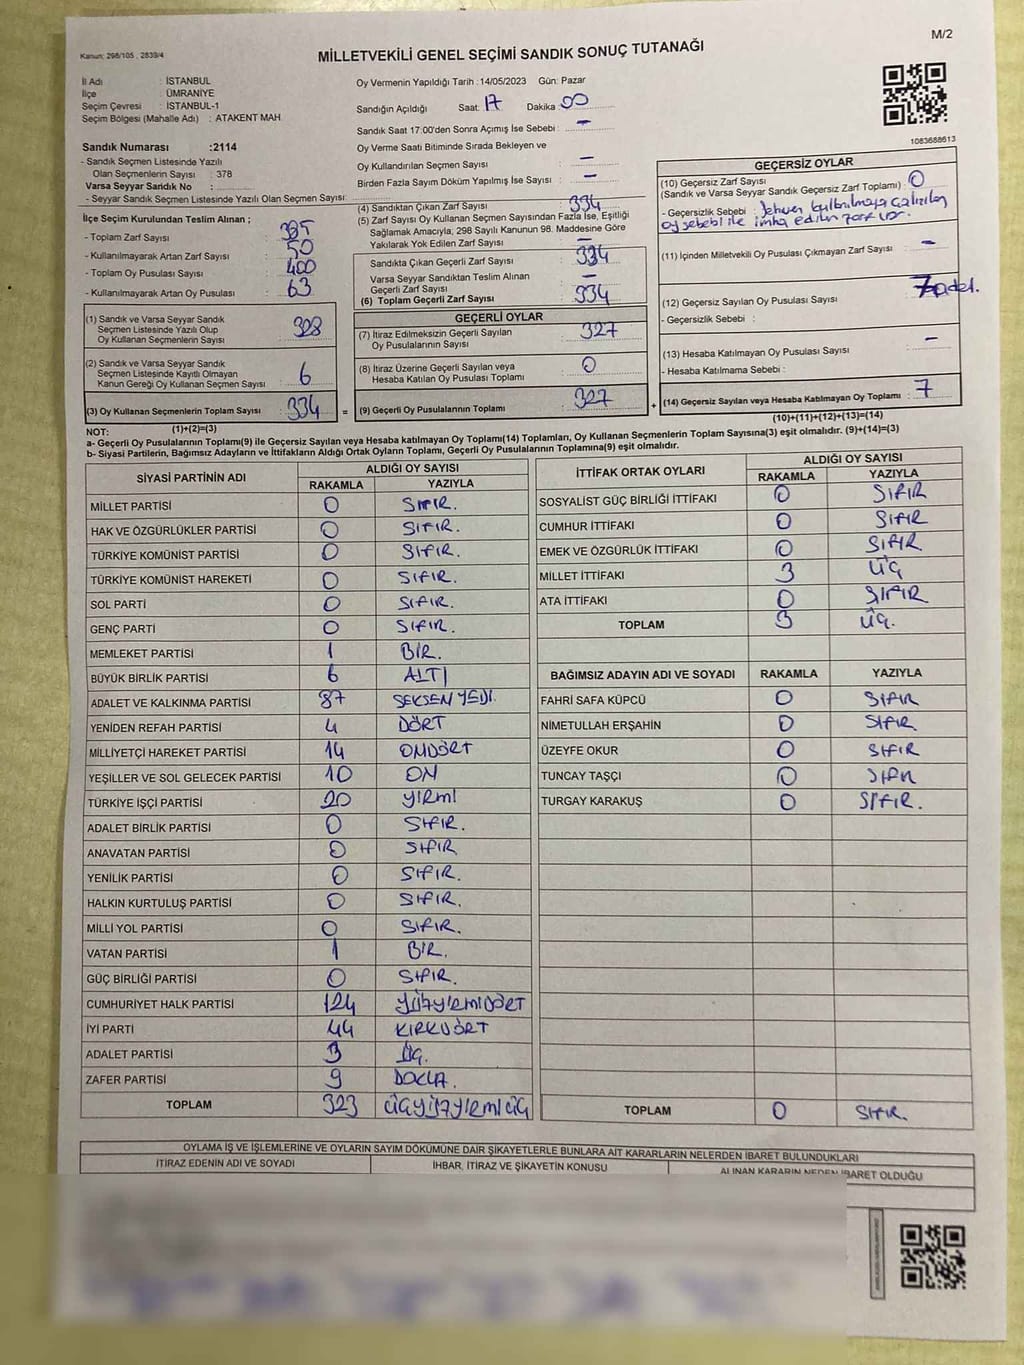 M/2
Kanun: 298/105 , 2839/4
MİLLETVEKİLİ GENEL SEÇİMİ SANDIK SONUÇ TUTANAĞI
İl Adı : İSTANBUL
İlçe : ÜMRANİYE
Seçim Çevresi : İSTANBUL-1
Seçim Bölgesi (Mahalle Adı) : ATAKENT MAH.
Sandık Numarası :2114
- Sandık Seçmen Listesinde Yazılı
Olan Seçmenlerin Sayısı : 378
Varsa Seyyar Sandık No :
- Seyyar Sandık Seçmen Listesinde Yazılı Olan Seçmen Sayısı:
Oy Vermenin Yapıldığı Tarih : 14/05/2023 Gün: Pazar
Sandığın Açıldığı Saat: 17 Dakika: 00
Sandık Saat 17:00'den Sonra Açımış İse Sebebi : -
Oy Verme Saati Bitiminde Sırada Bekleyen ve
Oy Kullandırılan Seçmen Sayısı : -
Birden Fazla Sayım Döküm Yapılmış İse Sayısı : -
(4) Sandıktan Çıkan Zarf Sayısı : 334
(5) Zarf Sayısı Oy Kullanan Seçmen Sayısından Fazla İse, Eşitliği
Sağlamak Amacıyla, 298 Sayılı Kanunun 98. Maddesine Göre
Yakılarak Yok Edilen Zarf Sayısı : -
Sandıkta Çıkan Geçerli Zarf Sayısı : 334
Varsa Seyyar Sandıktan Teslim Alınan
Geçerli Zarf Sayısı : -
(6) Toplam Geçerli Zarf Sayısı : 334
İlçe Seçim Kurulundan Teslim Alınan ;
- Toplam Zarf Sayısı : 385
- Kullanılmayarak Artan Zarf Sayısı : 50
- Toplam Oy Pusulası Sayısı : 400
- Kullanılmayarak Artan Oy Pusulası : 63
(1) Sandık ve Varsa Seyyar Sandık
Seçmen Listesinde Yazılı Olup
Oy Kullanan Seçmenlerin Sayısı : 328
(2) Sandık ve Varsa Seyyar Sandık
Seçmen Listesinde Kayıtlı Olmayan
Kanun Gereği Oy Kullanan Seçmen Sayısı : 6
(3) Oy Kullanan Seçmenlerin Toplam Sayısı : 334
(1)+(2)=(3)
GEÇERLİ OYLAR
(7) İtiraz Edilmeksizin Geçerli Sayılan
Oy Pusulalarının Sayısı : 327
(8) İtiraz Üzerine Geçerli Sayılan veya
Hesaba Katılan Oy Pusulası Toplamı : 0
= (9) Geçerli Oy Pusulalarının Toplamı : 327 +
1083688613
GEÇERSİZ OYLAR
(10) Geçersiz Zarf Sayısı : 0
(Sandık ve Varsa Seyyar Sandık Geçersiz Zarf Toplamı)
- Geçersizlik Sebebi : Sehven kullanılmaya çalışılan
oy sebebi ile imha edilen zarf var.
(11) İçinden Milletvekili Oy Pusulası Çıkmayan Zarf Sayısı : -
(12) Geçersiz Sayılan Oy Pusulası Sayısı : 7 adet.
- Geçersizlik Sebebi :
(13) Hesaba Katılmayan Oy Pusulası Sayısı : -
- Hesaba Katılmama Sebebi :
(14) Geçersiz Sayılan veya Hesaba Katılmayan Oy Toplamı : 7
(10)+(11)+(12)+(13)=(14)
NOT:
a- Geçerli Oy Pusulalarının Toplamı(9) ile Geçersiz Sayılan veya Hesaba katılmayan Oy Toplamı(14) Toplamları, Oy Kullanan Seçmenlerin Toplam Sayısına(3) eşit olmalıdır. (9)+(14)=(3)
b- Siyasi Partilerin, Bağımsız Adayların ve İttifakların Aldığı Ortak Oyların Toplamı, Geçerli Oy Pusulalarının Toplamına(9) eşit olmalıdır.
SİYASİ PARTİNİN ADI ALDIĞI OY SAYISI
RAKAMLA YAZIYLA
MİLLET PARTİSİ 0 SIFIR.
HAK VE ÖZGÜRLÜKLER PARTİSİ 0 SIFIR.
TÜRKİYE KOMÜNİST PARTİSİ 0 SIFIR.
TÜRKİYE KOMÜNİST HAREKETİ 0 SIFIR.
SOL PARTİ 0 SIFIR.
GENÇ PARTİ 0 SIFIR.
MEMLEKET PARTİSİ 1 BİR.
BÜYÜK BİRLİK PARTİSİ 6 ALTI
ADALET VE KALKINMA PARTİSİ 87 SEKSEN YEDİ.
YENİDEN REFAH PARTİSİ 4 DÖRT
MİLLİYETÇİ HAREKET PARTİSİ 14 ONDÖRT
YEŞİLLER VE SOL GELECEK PARTİSİ 10 ON
TÜRKİYE İŞÇİ PARTİSİ 20 YİRMİ
ADALET BİRLİK PARTİSİ 0 SIFIR.
ANAVATAN PARTİSİ 0 SIFIR
YENİLİK PARTİSİ 0 SIFIR.
HALKIN KURTULUŞ PARTİSİ 0 SIFIR.
MİLLİ YOL PARTİSİ 0 SIFIR.
VATAN PARTİSİ 1 BİR.
GÜÇ BİRLİĞİ PARTİSİ 0 SIFIR.
CUMHURİYET HALK PARTİSİ 124 YÜZYİRMİDÖRT
İYİ PARTİ 44 KIRKDÖRT
ADALET PARTİSİ 3 ÜÇ.
ZAFER PARTİSİ 9 DOKUZ.
TOPLAM 323 ÜÇYÜZYİRMİÜÇ
İTTİFAK ORTAK OYLARI ALDIĞI OY SAYISI
RAKAMLA YAZIYLA
SOSYALİST GÜÇ BİRLİĞİ İTTİFAKI 0 SIFIR
CUMHUR İTTİFAKI 0 SIFIR
EMEK VE ÖZGÜRLÜK İTTİFAKI 0 SIFIR
MİLLET İTTİFAKI 3 ÜÇ
ATA İTTİFAKI 0 SIFIR
TOPLAM 3 ÜÇ.
BAĞIMSIZ ADAYIN ADI VE SOYADI RAKAMLA YAZIYLA
FAHRİ SAFA KÜPCÜ 0 SIFIR
NİMETULLAH ERŞAHİN 0 SIFIR
ÜZEYFE OKUR 0 SIFIR
TUNCAY TAŞÇI 0 SIFIR
TURGAY KARAKUŞ 0 SIFIR.
TOPLAM 0 SIFIR.
OYLAMA İŞ VE İŞLEMLERİNE VE OYLARIN SAYIM DÖKÜMÜNE DAİR ŞİKAYETLERLE BUNLARA AİT KARARLARIN NELERDEN İBARET BULUNDUKLARI
İTİRAZ EDENİN ADI VE SOYADI İHBAR, İTİRAZ VE ŞİKAYETİN KONUSU ALINAN KARARIN NEDEN İBARET OLDUĞU